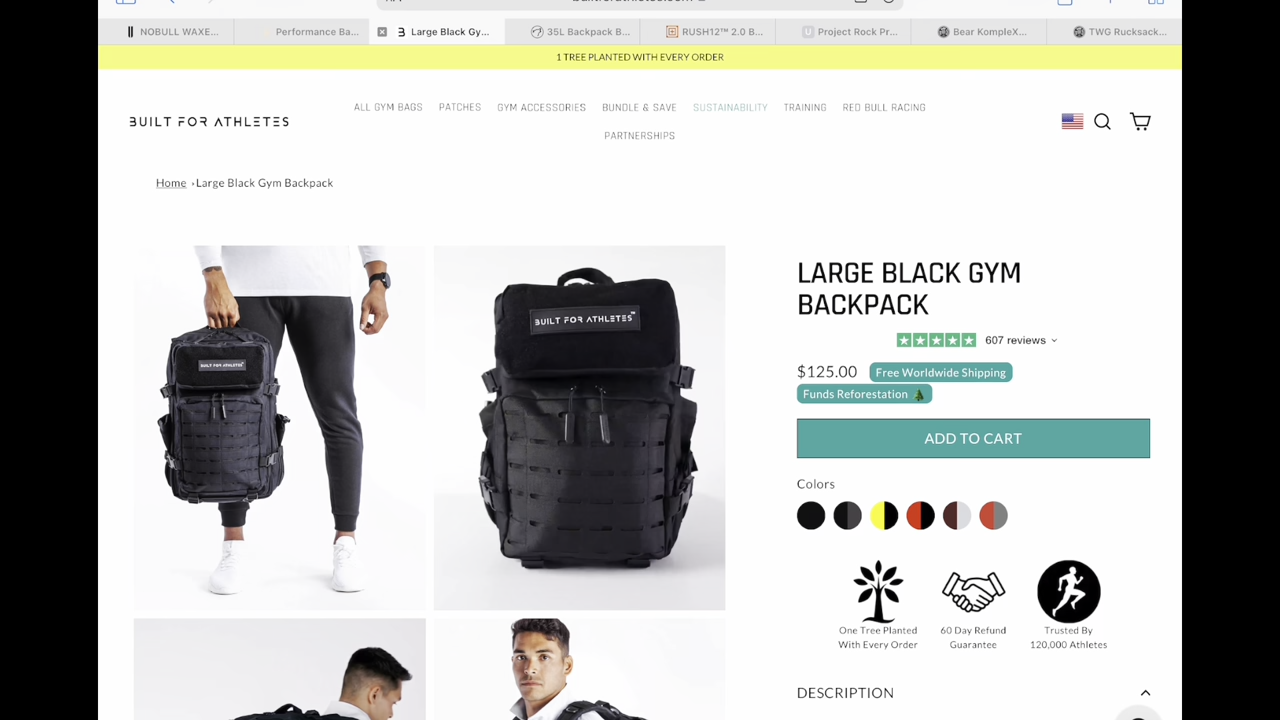 NOBULL WAXE...
Performance Ba...
Large Black Gy...
35L Backpack B...
RUSH12™ 2.0 B...
Project Rock Pr...
Bear KompleX...
TWG Rucksack...
1 TREE PLANTED WITH EVERY ORDER
ALL GYM BAGS PATCHES GYM ACCESSORIES BUNDLE & SAVE SUSTAINABILITY TRAINING RED BULL RACING
PARTNERSHIPS
BUILT FOR ATHLETES
Home › Large Black Gym Backpack
BUILT FOR ATHLETES
BUILT FOR ATHLETES™
LARGE BLACK GYM
BACKPACK
607 reviews
$125.00 Free Worldwide Shipping
Funds Reforestation
ADD TO CART
Colors
One Tree Planted
With Every Order
60 Day Refund
Guarantee
Trusted By
120,000 Athletes
DESCRIPTION